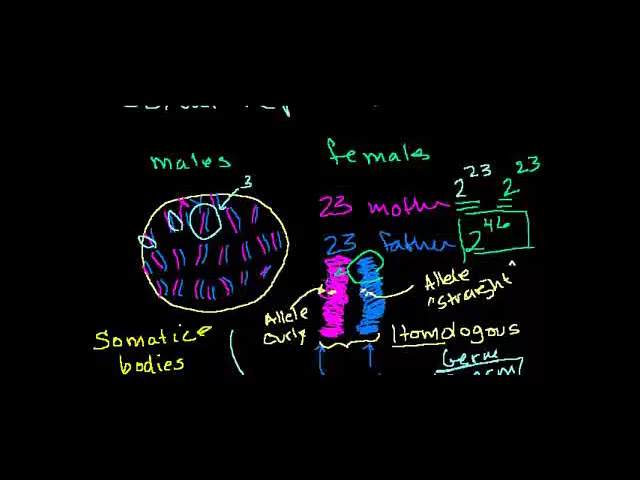 males females
3
2^23 2^23
23 mother
23 father
2^46
Allele
curly
Allele
"straight"
Homologous
Somatic
bodies
Germ